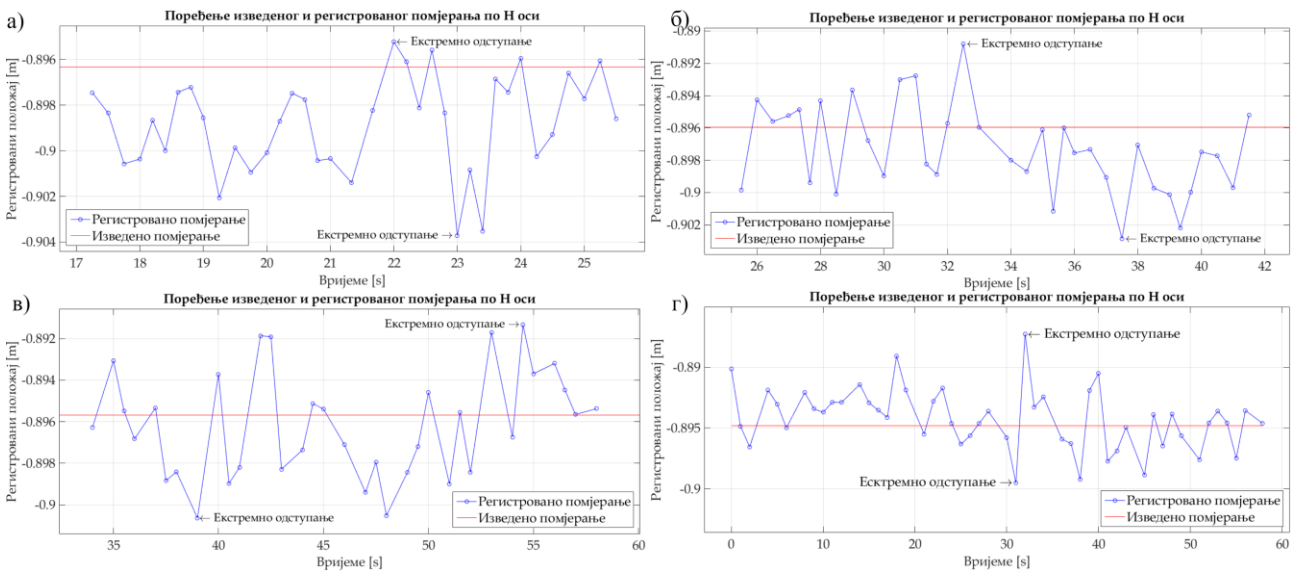 а)
Поређење изведеног и регистрованог помјерања по Н оси
Регистровани положај [m]
-0.896
-0.898
-0.9
-0.902
-0.904
Екстремно одступање
Екстремно одступање
Регистровано помјерање
Изведено помјерање
17 18 19 20 21 22 23 24 25
Вријеме [s]
б)
Поређење изведеног и регистрованог помјерања по Н оси
Регистровани положај [m]
-0.89
-0.892
-0.894
-0.896
-0.898
-0.9
-0.902
Екстремно одступање
Екстремно одступање
Регистровано помјерање
Изведено помјерање
26 28 30 32 34 36 38 40 42
Вријеме [s]
в)
Поређење изведеног и регистрованог помјерања по Н оси
Регистровани положај [m]
-0.892
-0.894
-0.896
-0.898
-0.9
Екстремно одступање
Екстремно одступање
Регистровано помјерање
Изведено помјерање
35 40 45 50 55 60
Вријеме [s]
г)
Поређење изведеног и регистрованог помјерања по Н оси
Регистровани положај [m]
-0.89
-0.895
-0.9
Екстремно одступање
Есктремно одступање
Регистровано помјерање
Изведено помјерање
0 10 20 30 40 50 60
Вријеме [s]